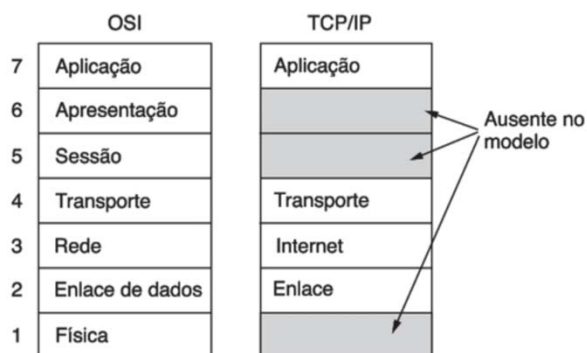 OSI TCP/IP
7 Aplicação Aplicação
6 Apresentação
5 Sessão
4 Transporte Transporte
3 Rede Internet
2 Enlace de dados Enlace
1 Física
Ausente no
modelo